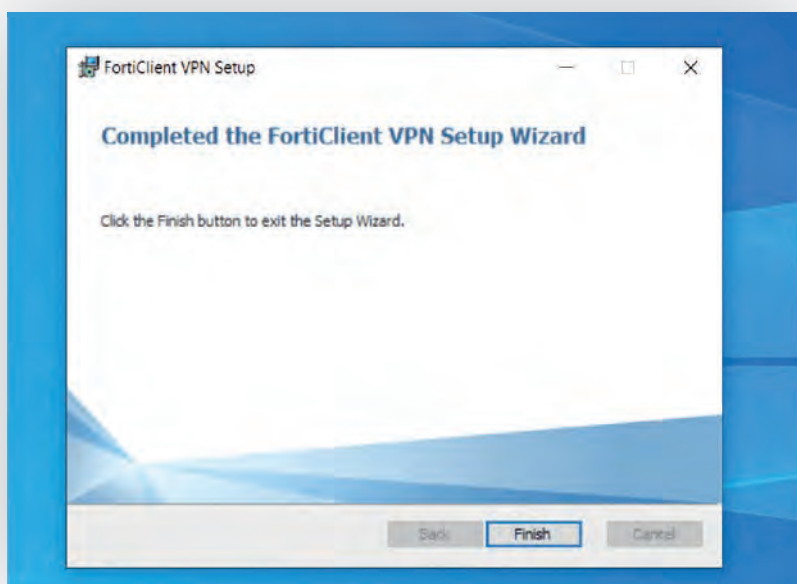 FortiClient VPN Setup
Completed the FortiClient VPN Setup Wizard
Click the Finish button to exit the Setup Wizard.
Back Finish Cancel